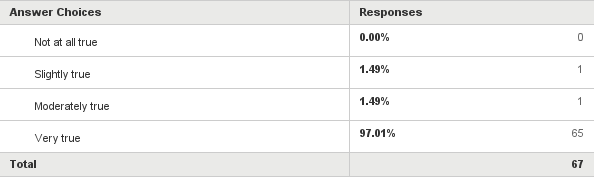 Answer Choices Responses
Not at all true 0.00% 0
Slightly true 1.49% 1
Moderately true 1.49% 1
Very true 97.01% 65
Total 67